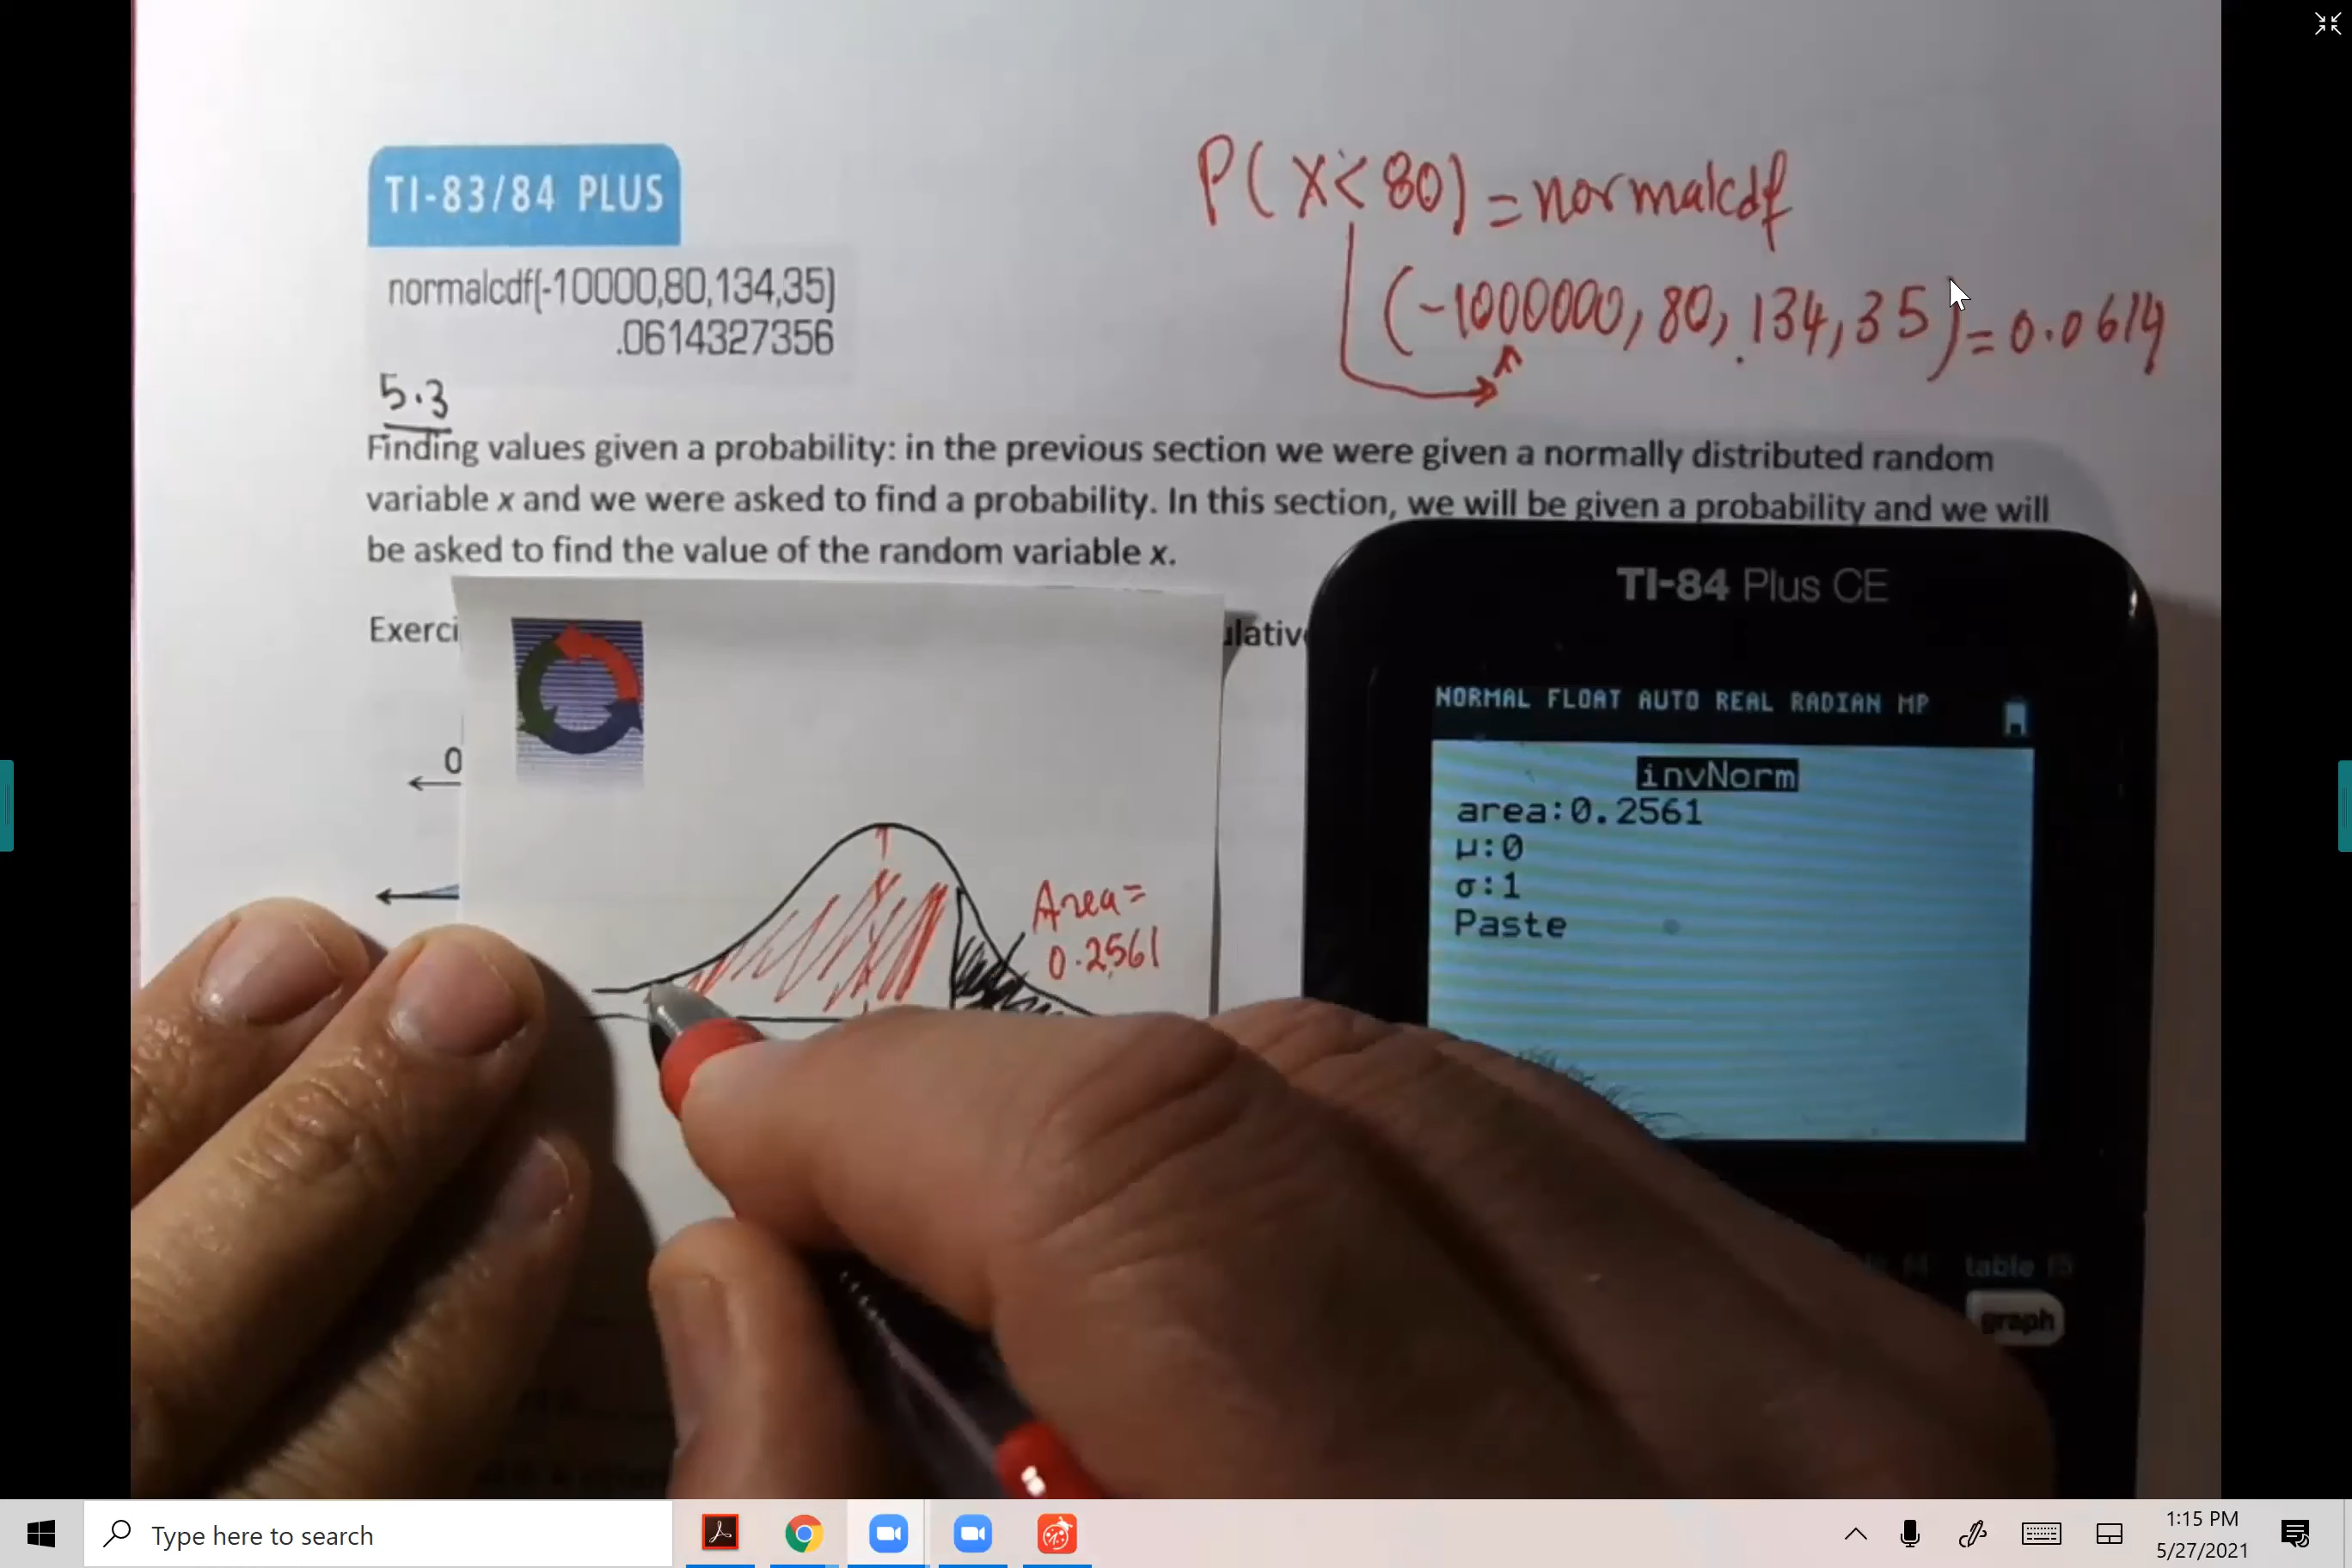 TI-83/84 PLUS
normalcdf(-10000,80,134,35)
.0614327356
P(X<80)=normalcdf
(-1000000,80,134,35)=0.0614
5.3
Finding values given a probability: in the previous section we were given a normally distributed random
variable x and we were asked to find a probability. In this section, we will be given a probability and we will
be asked to find the value of the random variable x.
0
Area=
0.2561
TI-84 Plus CE
NORMAL FLOAT AUTO REAL RADIAN MP
invNorm
area:0.2561
μ:0
σ:1
Paste
table f5
graph
Type here to search
1:15 PM
5/27/2021